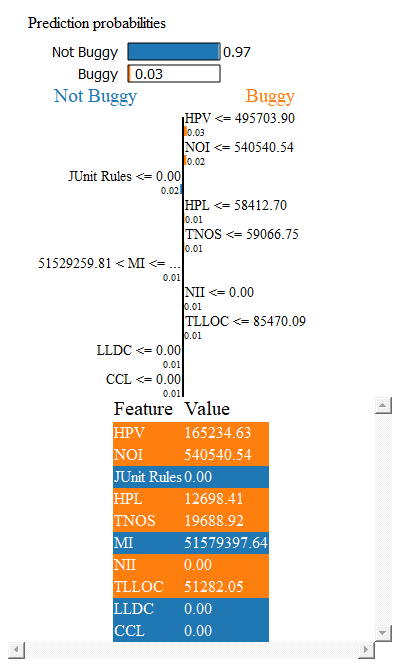 Prediction probabilities
Not Buggy 0.97
Buggy 0.03
Not Buggy Buggy
HPV <= 495703.90
0.03
NOI <= 540540.54
0.02
JUnit Rules <= 0.00
0.02
HPL <= 58412.70
0.01
TNOS <= 59066.75
0.01
51529259.81 < MI <= ...
0.01
NII <= 0.00
0.01
TLLOC <= 85470.09
0.01
LLDC <= 0.00
0.01
CCL <= 0.00
0.01
Feature Value
HPV 165234.63
NOI 540540.54
JUnit Rules 0.00
HPL 12698.41
TNOS 19688.92
MI 51579397.64
NII 0.00
TLLOC 51282.05
LLDC 0.00
CCL 0.00